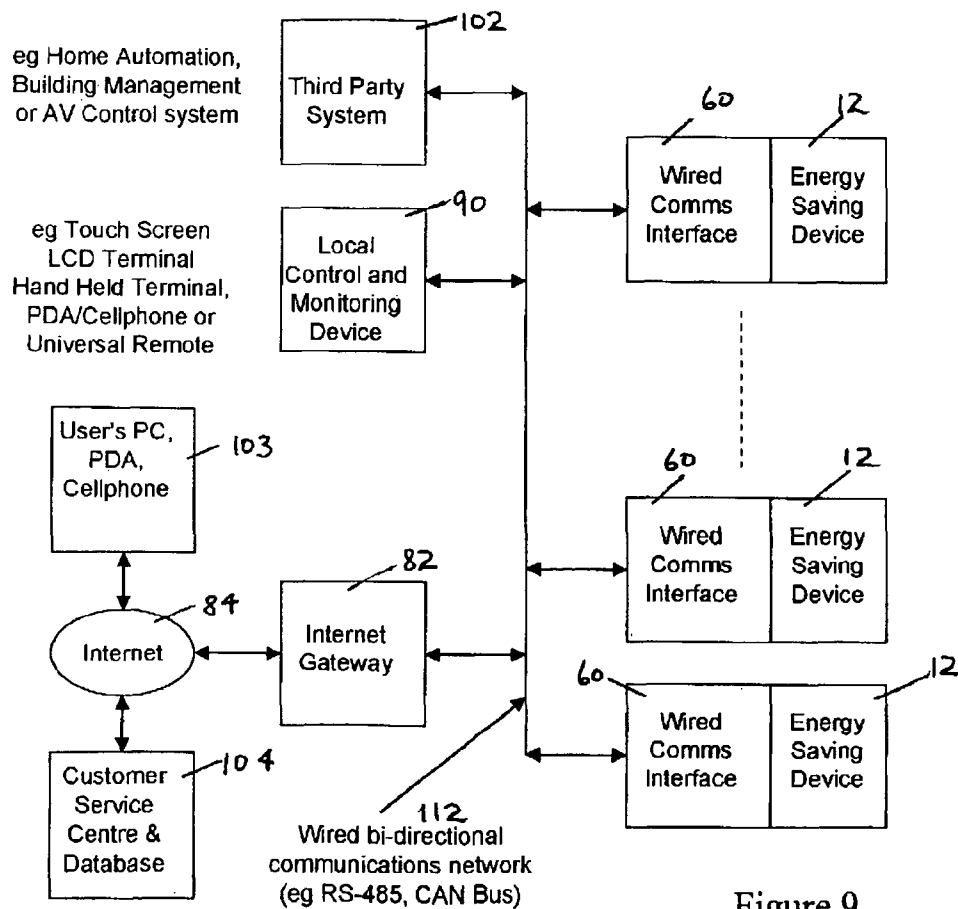 102
eg Home Automation,
Building Management
or AV Control system
Third Party
System
60
12
Wired
Comms
Interface
Energy
Saving
Device
90
eg Touch Screen
LCD Terminal
Hand Held Terminal,
PDA/Cellphone or
Universal Remote
Local
Control and
Monitoring
Device
User's PC,
PDA,
Cellphone
103
60
12
Wired
Comms
Interface
Energy
Saving
Device
82
84
Internet
Internet
Gateway
60
12
Wired
Comms
Interface
Energy
Saving
Device
104
Customer
Service
Centre &
Database
112
Wired bi-directional
communications network
(eg RS-485, CAN Bus)
Figure 9